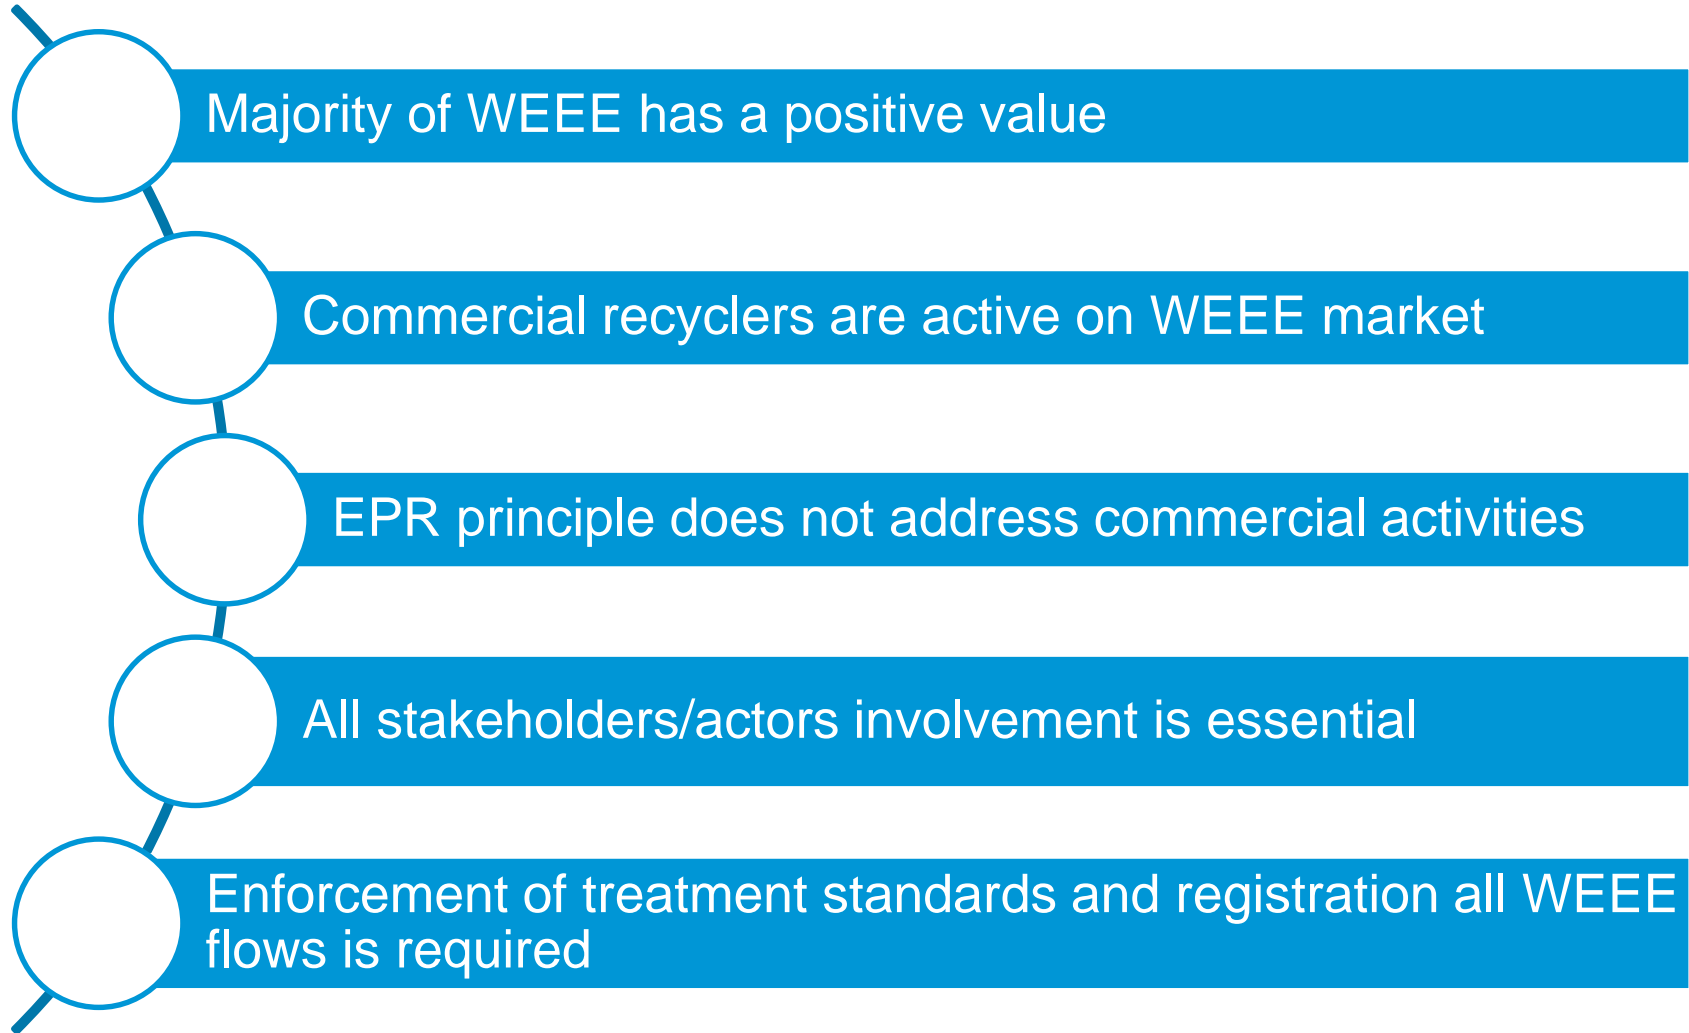 Majority of WEEE has a positive value
Commercial recyclers are active on WEEE market
EPR principle does not address commercial activities
All stakeholders/actors involvement is essential
Enforcement of treatment standards and registration all WEEE
flows is required